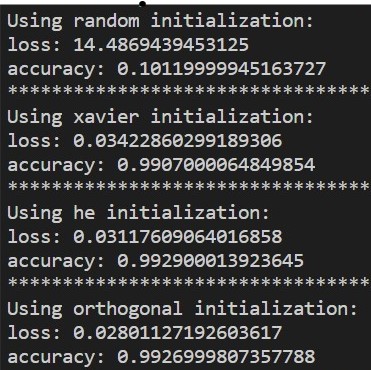 Using random initialization:
loss: 14.4869439453125
accuracy: 0.10119999945163727
*********************************
Using xavier initialization:
loss: 0.03422860299189306
accuracy: 0.9907000064849854
*********************************
Using he initialization:
loss: 0.03117609064016858
accuracy: 0.992900013923645
*********************************
Using orthogonal initialization:
loss: 0.02801127192603617
accuracy: 0.9926999807357788